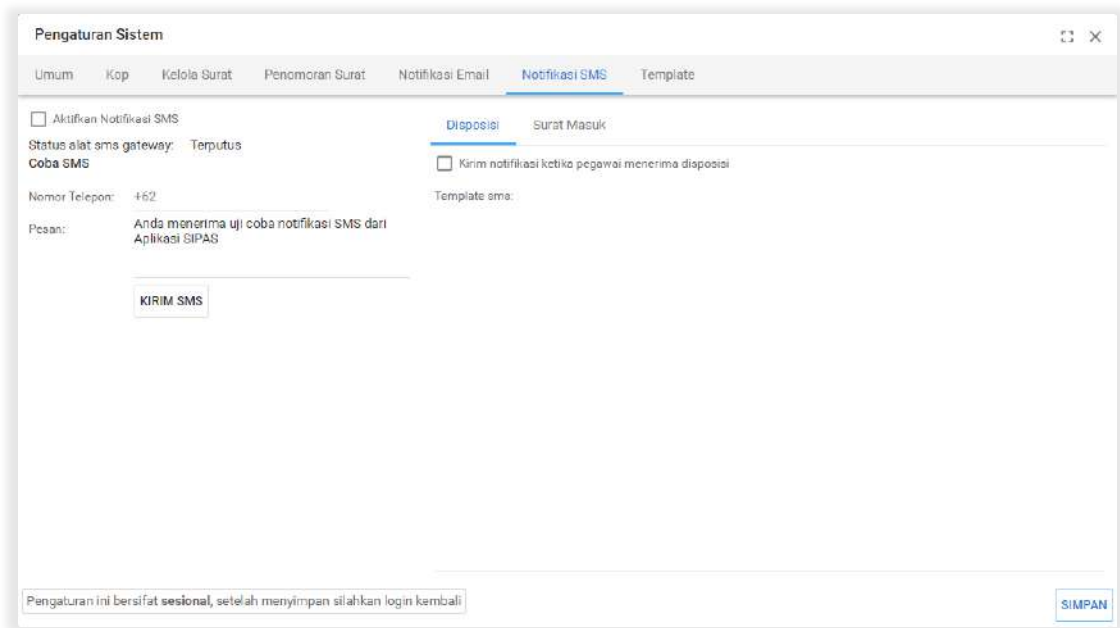 Pengaturan Sistem
Umum Kop Kelola Surat Penomoran Surat Notifikasi Email Notifikasi SMS Template
Aktifkan Notifikasi SMS
Status alat sms gateway: Terputus
Coba SMS
Nomor Telepon: +62
Pesan: Anda menerima uji coba notifikasi SMS dari
Aplikasi SIPAS
KIRIM SMS
Disposisi Surat Masuk
Kirim notifikasi ketika pegawai menerima disposisi
Template sms:
Pengaturan ini bersifat sesional, setelah menyimpan silahkan login kembali
SIMPAN